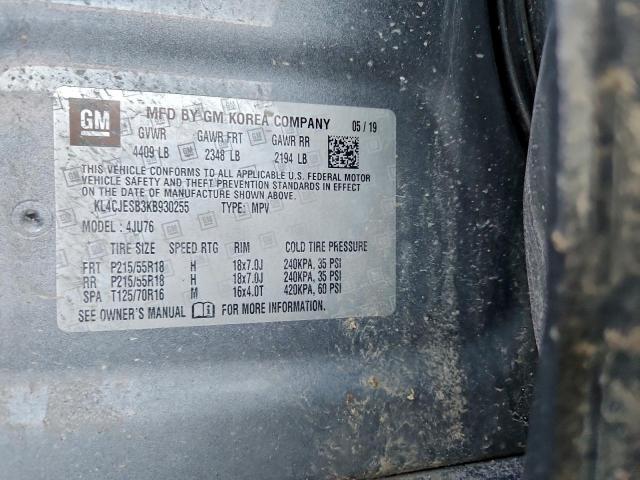 GM MFD BY GM KOREA COMPANY 05 / 19
GVWR GAWR FRT GAWR RR
4409 LB 2348 LB 2194 LB
THIS VEHICLE CONFORMS TO ALL APPLICABLE U.S. FEDERAL MOTOR
VEHICLE SAFETY AND THEFT PREVENTION STANDARDS IN EFFECT ON THE
DATE OF MANUFACTURE SHOWN ABOVE.
KL4CJESB3KB930255 TYPE: MPV
MODEL : 4JU76
TIRE SIZE SPEED RTG RIM COLD TIRE PRESSURE
FRT P215/55R18 H 18x7.0J 240KPA, 35 PSI
RR P215/55R18 H 18x7.0J 240KPA, 35 PSI
SPA T125/70R16 M 16x4.0T 420KPA, 60 PSI
SEE OWNER'S MANUAL FOR MORE INFORMATION.